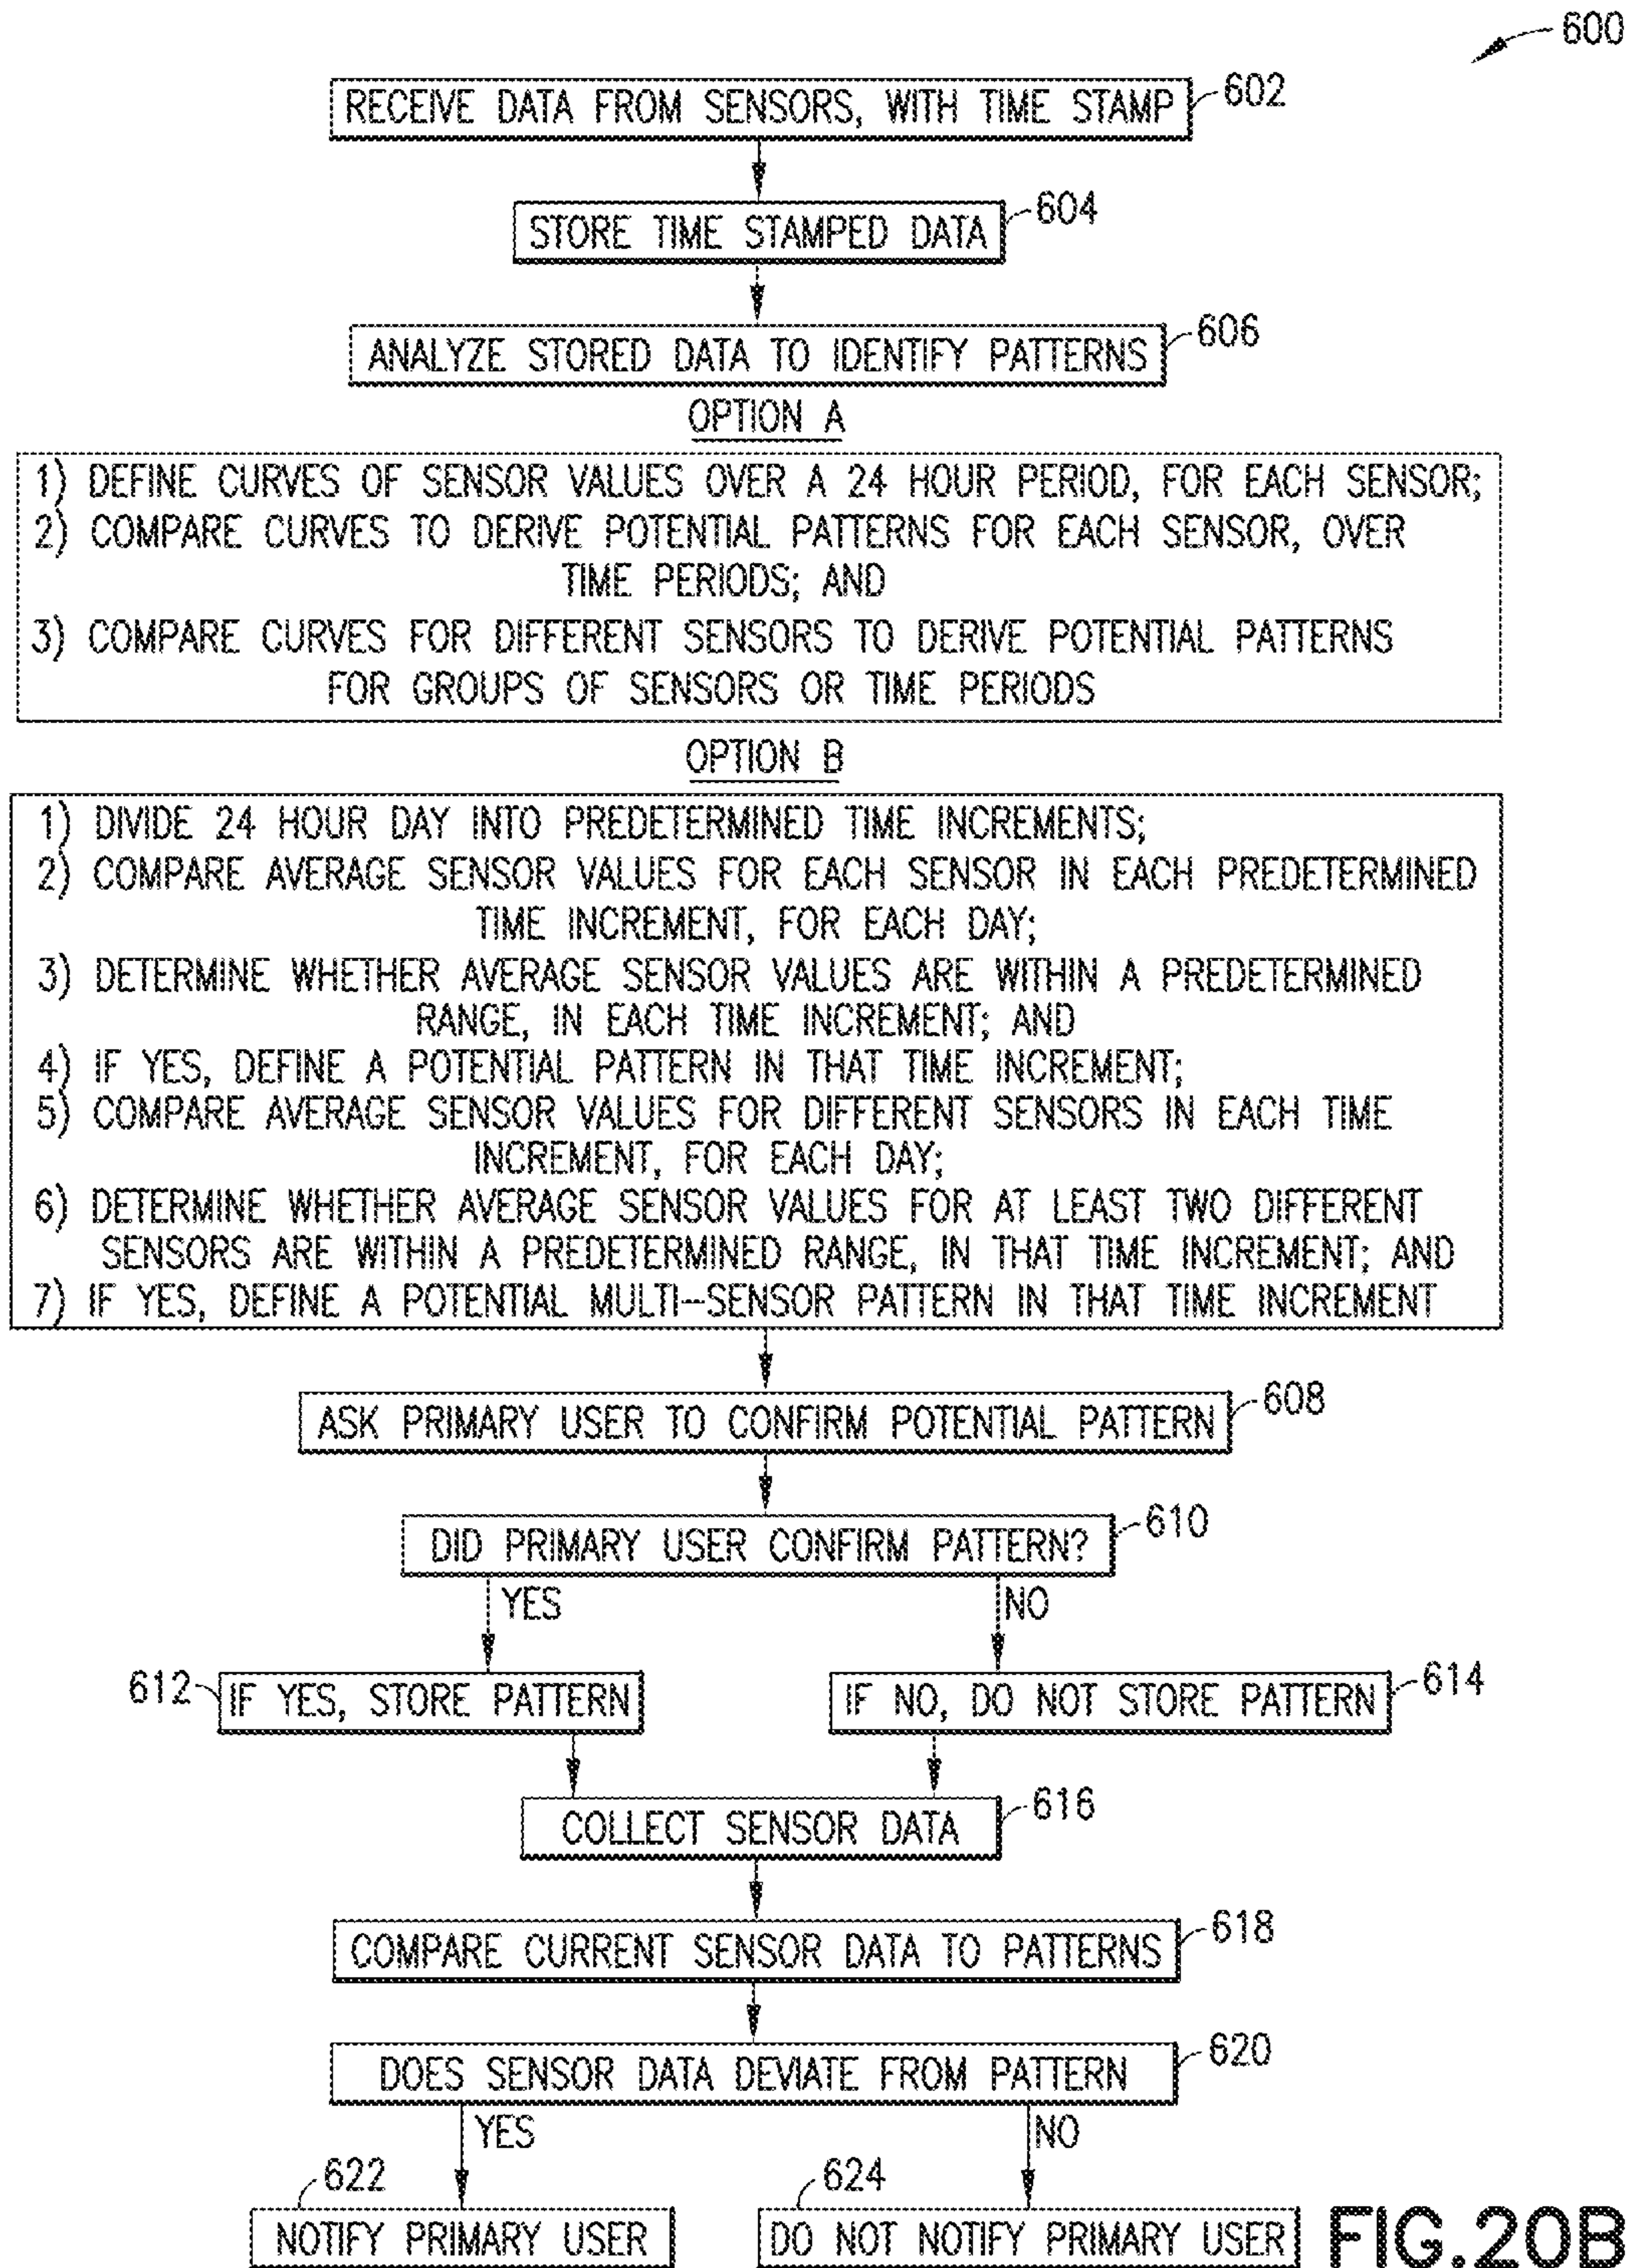 600
RECEIVE DATA FROM SENSORS, WITH TIME STAMP
602
STORE TIME STAMPED DATA
604
ANALYZE STORED DATA TO IDENTIFY PATTERNS
606
OPTION A
1) DEFINE CURVES OF SENSOR VALUES OVER A 24 HOUR PERIOD, FOR EACH SENSOR;
2) COMPARE CURVES TO DERIVE POTENTIAL PATTERNS FOR EACH SENSOR, OVER
TIME PERIODS; AND
3) COMPARE CURVES FOR DIFFERENT SENSORS TO DERIVE POTENTIAL PATTERNS
FOR GROUPS OF SENSORS OR TIME PERIODS
OPTION B
1) DIVIDE 24 HOUR DAY INTO PREDETERMINED TIME INCREMENTS;
2) COMPARE AVERAGE SENSOR VALUES FOR EACH SENSOR IN EACH PREDETERMINED
TIME INCREMENT, FOR EACH DAY;
3) DETERMINE WHETHER AVERAGE SENSOR VALUES ARE WITHIN A PREDETERMINED
RANGE, IN EACH TIME INCREMENT; AND
4) IF YES, DEFINE A POTENTIAL PATTERN IN THAT TIME INCREMENT;
5) COMPARE AVERAGE SENSOR VALUES FOR DIFFERENT SENSORS IN EACH TIME
INCREMENT, FOR EACH DAY;
6) DETERMINE WHETHER AVERAGE SENSOR VALUES FOR AT LEAST TWO DIFFERENT
SENSORS ARE WITHIN A PREDETERMINED RANGE, IN THAT TIME INCREMENT; AND
7) IF YES, DEFINE A POTENTIAL MULTI-SENSOR PATTERN IN THAT TIME INCREMENT
ASK PRIMARY USER TO CONFIRM POTENTIAL PATTERN
608
DID PRIMARY USER CONFIRM PATTERN?
610
YES
NO
612
IF YES, STORE PATTERN
IF NO, DO NOT STORE PATTERN
614
COLLECT SENSOR DATA
616
COMPARE CURRENT SENSOR DATA TO PATTERNS
618
DOES SENSOR DATA DEVIATE FROM PATTERN
620
YES
NO
622
624
NOTIFY PRIMARY USER
DO NOT NOTIFY PRIMARY USER
FIG.20B